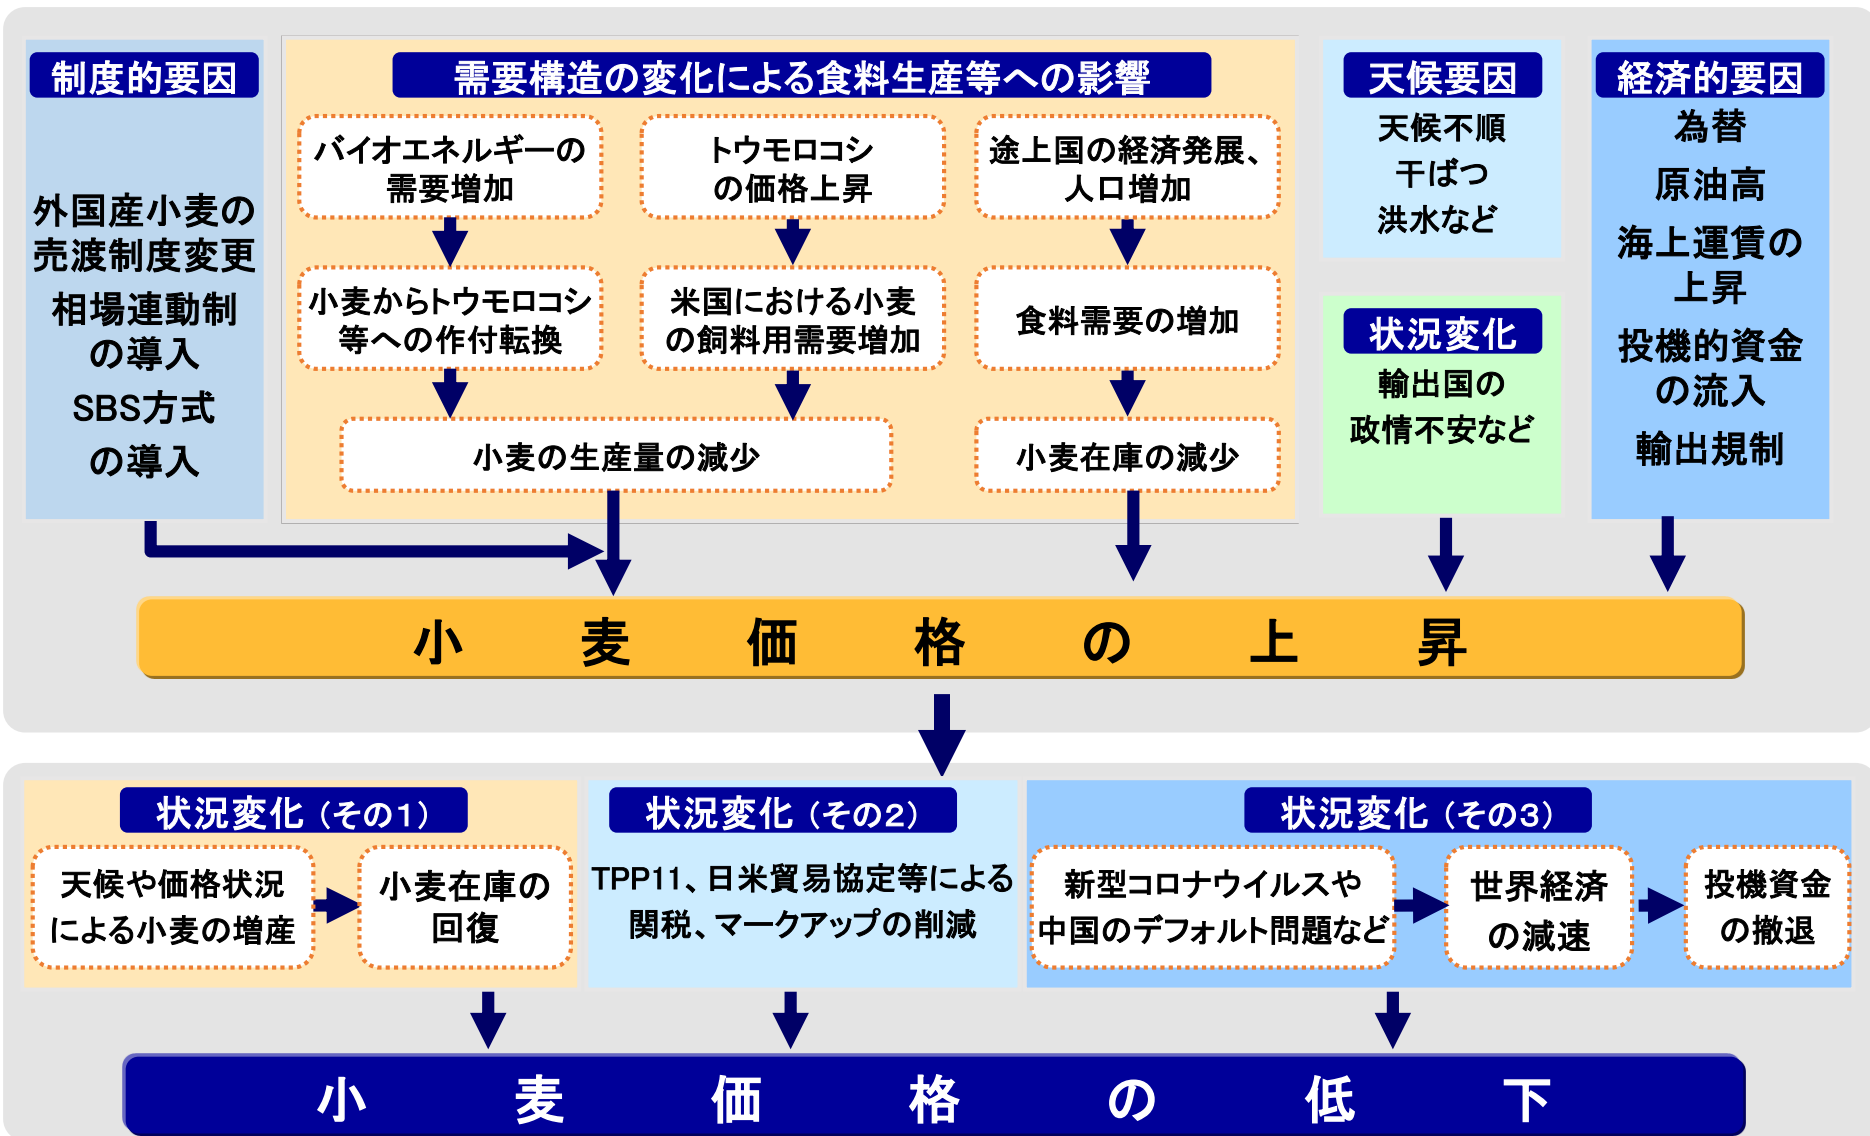 制度的要因
外国産小麦の
売渡制度変更
相場連動制
の導入
SBS方式
の導入
需要構造の変化による食料生産等への影響
バイオエネルギーの
需要増加
小麦からトウモロコシ
等への作付転換
トウモロコシ
の価格上昇
米国における小麦
の飼料用需要増加
小麦の生産量の減少
途上国の経済発展、
人口増加
食料需要の増加
小麦在庫の減少
天候要因
天候不順
干ばつ
洪水など
状況変化
輸出国の
政情不安など
経済的要因
為替
原油高
海上運賃の
上昇
投機的資金
の流入
輸出規制
小麦価格の上昇
状況変化（その１）
天候や価格状況
による小麦の増産
小麦在庫の
回復
状況変化（その２）
TPP11、日米貿易協定等による
関税、マークアップの削減
状況変化（その３）
新型コロナウイルスや
中国のデフォルト問題など
世界経済
の減速
投機資金
の撤退
小麦価格の低下